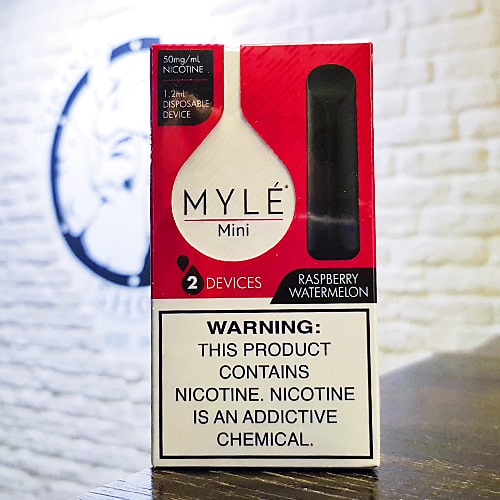 50mg/mL
NICOTINE
1.2mL
DISPOSABLE
DEVICE
MYLÉ®
Mini
2 DEVICES
RASPBERRY
WATERMELON
WARNING:
THIS PRODUCT
CONTAINS
NICOTINE. NICOTINE
IS AN ADDICTIVE
CHEMICAL.